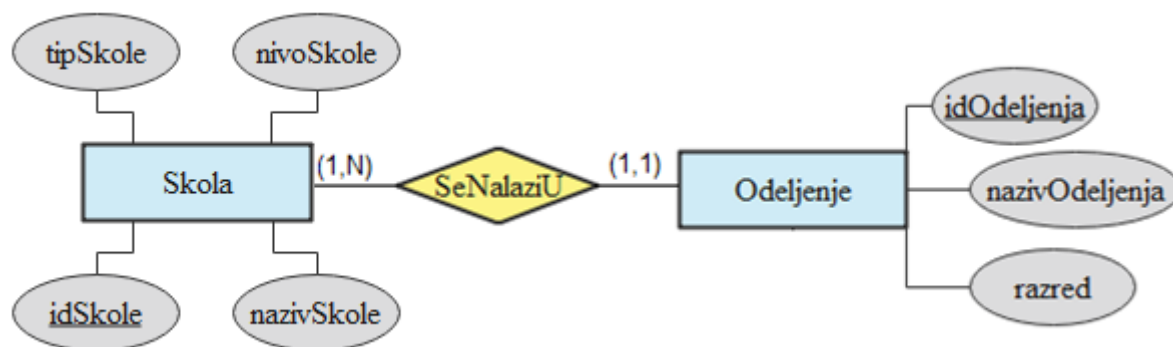 tipSkole
nivoSkole
idOdeljenja
Skola
(1,N)
SeNalaziU
(1,1)
Odeljenje
nazivOdeljenja
idSkole
nazivSkole
razred